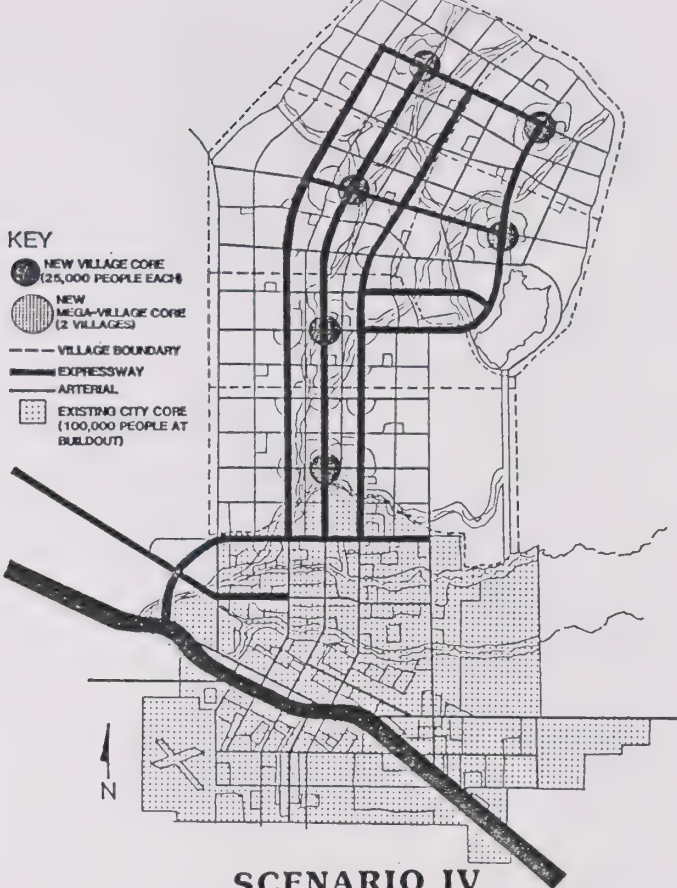 KEY
NEW VILLAGE CORE
(25,000 PEOPLE EACH)
NEW
MEGA-VILLAGE CORE
(2 VILLAGES)
VILLAGE BOUNDARY
EXPRESSWAY
ARTERIAL
EXISTING CITY CORE
(100,000 PEOPLE AT
BUILDOUT)
N
SCENARIO IV